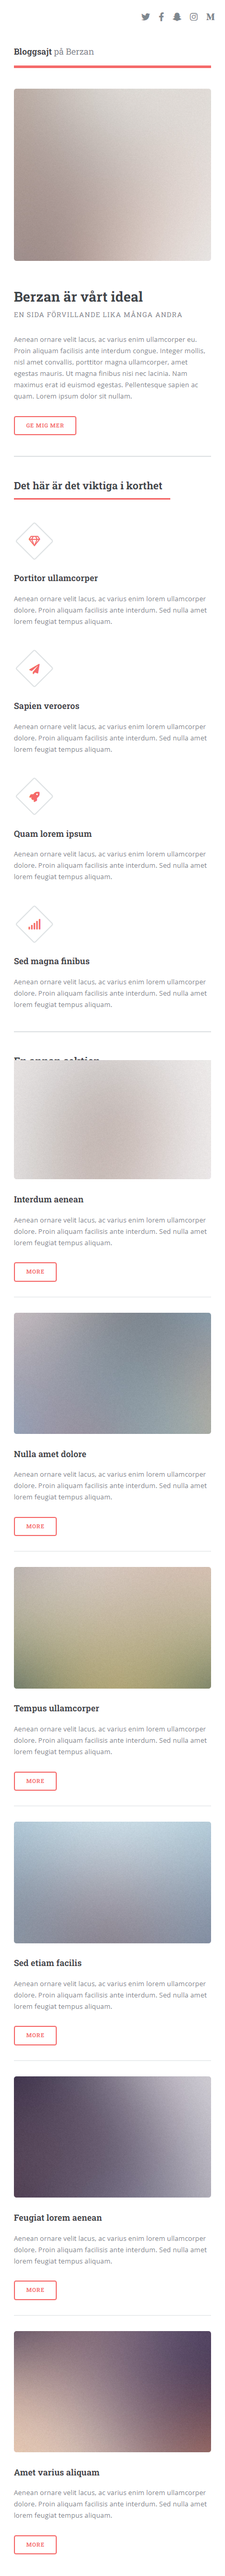 Bloggsajt på Berzan
Berzan är vårt ideal
EN SIDA FÖRVILLANDE LIKA MÅNGA ANDRA
Aenean ornare velit lacus, ac varius enim ullamcorper eu.
Proin aliquam facilisis ante interdum congue. Integer mollis,
nisl amet convallis, porttitor magna ullamcorper, amet
egestas mauris. Ut magna finibus nisi nec lacinia. Nam
maximus erat id euismod egestas. Pellentesque sapien ac
quam. Lorem ipsum dolor sit nullam.
GE MIG MER
Det här är det viktiga i korthet
Portitor ullamcorper
Aenean ornare velit lacus, ac varius enim lorem ullamcorper
dolore. Proin aliquam facilisis ante interdum. Sed nulla amet
lorem feugiat tempus aliquam.
Sapien veroeros
Aenean ornare velit lacus, ac varius enim lorem ullamcorper
dolore. Proin aliquam facilisis ante interdum. Sed nulla amet
lorem feugiat tempus aliquam.
Quam lorem ipsum
Aenean ornare velit lacus, ac varius enim lorem ullamcorper
dolore. Proin aliquam facilisis ante interdum. Sed nulla amet
lorem feugiat tempus aliquam.
Sed magna finibus
Aenean ornare velit lacus, ac varius enim lorem ullamcorper
dolore. Proin aliquam facilisis ante interdum. Sed nulla amet
lorem feugiat tempus aliquam.
Interdum aenean
Aenean ornare velit lacus, ac varius enim lorem ullamcorper
dolore. Proin aliquam facilisis ante interdum. Sed nulla amet
lorem feugiat tempus aliquam.
MORE
Nulla amet dolore
Aenean ornare velit lacus, ac varius enim lorem ullamcorper
dolore. Proin aliquam facilisis ante interdum. Sed nulla amet
lorem feugiat tempus aliquam.
MORE
Tempus ullamcorper
Aenean ornare velit lacus, ac varius enim lorem ullamcorper
dolore. Proin aliquam facilisis ante interdum. Sed nulla amet
lorem feugiat tempus aliquam.
MORE
Sed etiam facilis
Aenean ornare velit lacus, ac varius enim lorem ullamcorper
dolore. Proin aliquam facilisis ante interdum. Sed nulla amet
lorem feugiat tempus aliquam.
MORE
Feugiat lorem aenean
Aenean ornare velit lacus, ac varius enim lorem ullamcorper
dolore. Proin aliquam facilisis ante interdum. Sed nulla amet
lorem feugiat tempus aliquam.
MORE
Amet varius aliquam
Aenean ornare velit lacus, ac varius enim lorem ullamcorper
dolore. Proin aliquam facilisis ante interdum. Sed nulla amet
lorem feugiat tempus aliquam.
MORE